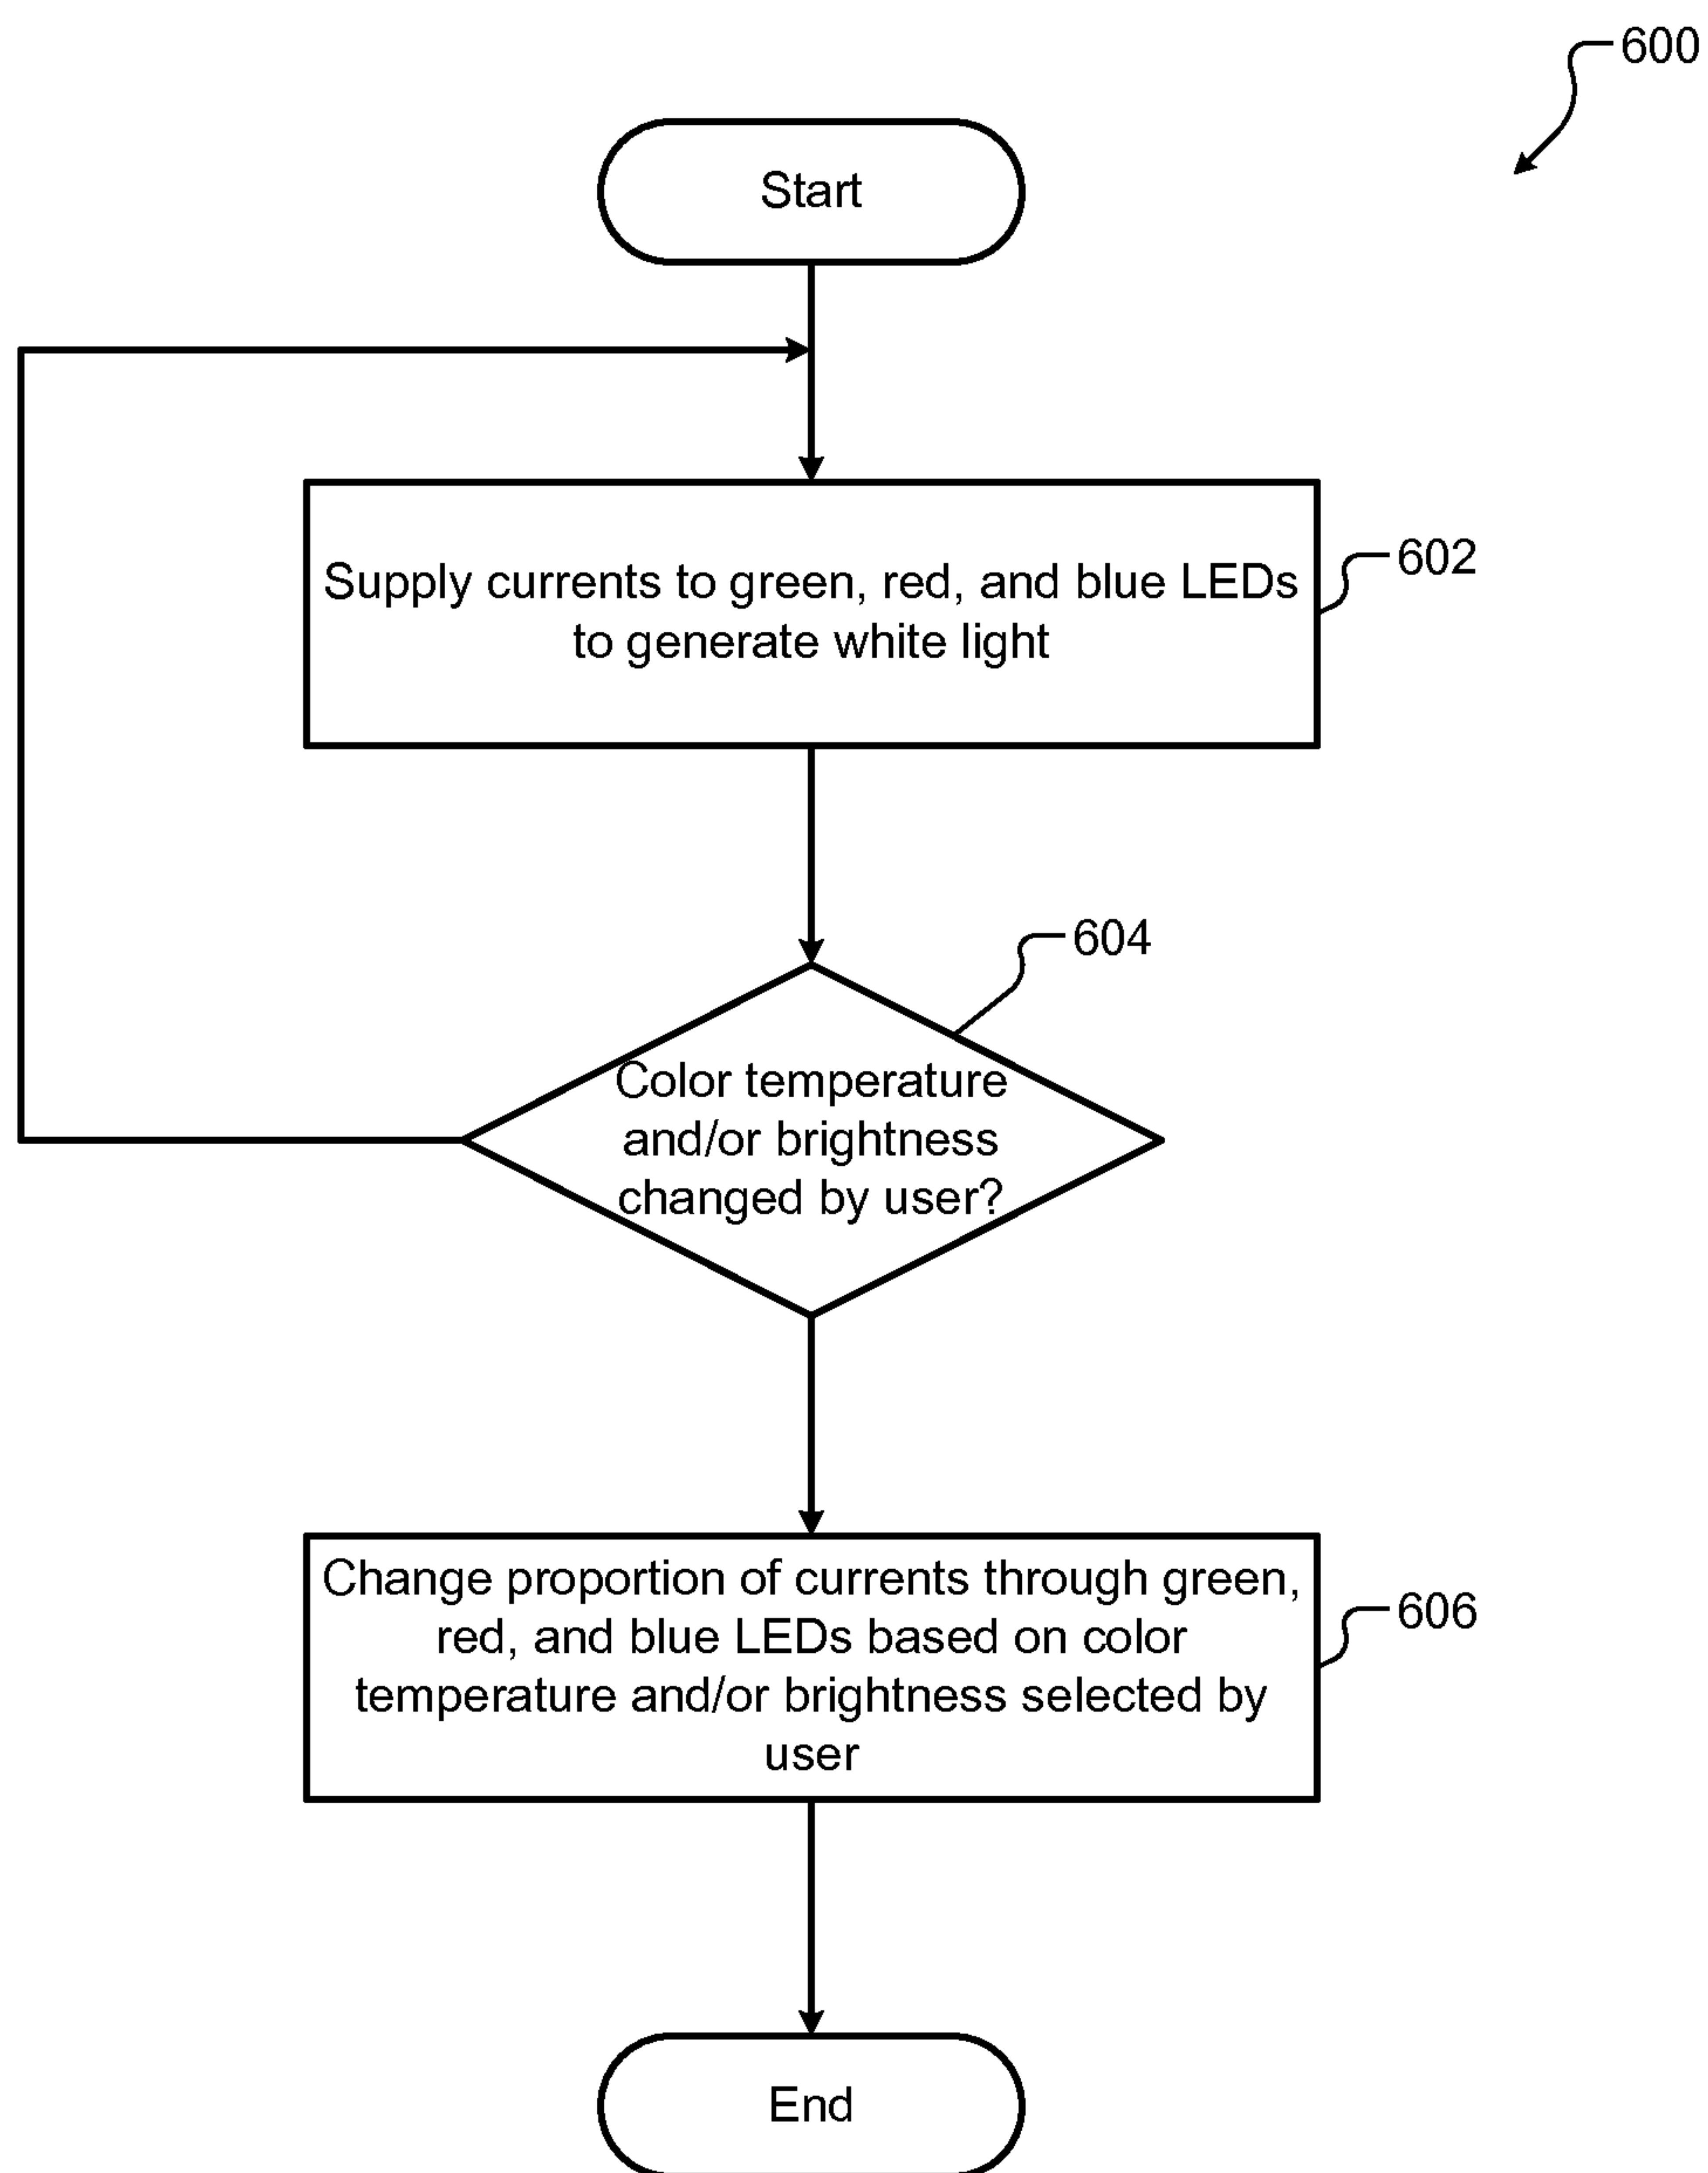 600
Start
Supply currents to green, red, and blue LEDs
to generate white light
602
604
Color temperature
and/or brightness
changed by user?
Change proportion of currents through green,
red, and blue LEDs based on color
temperature and/or brightness selected by
user
606
End